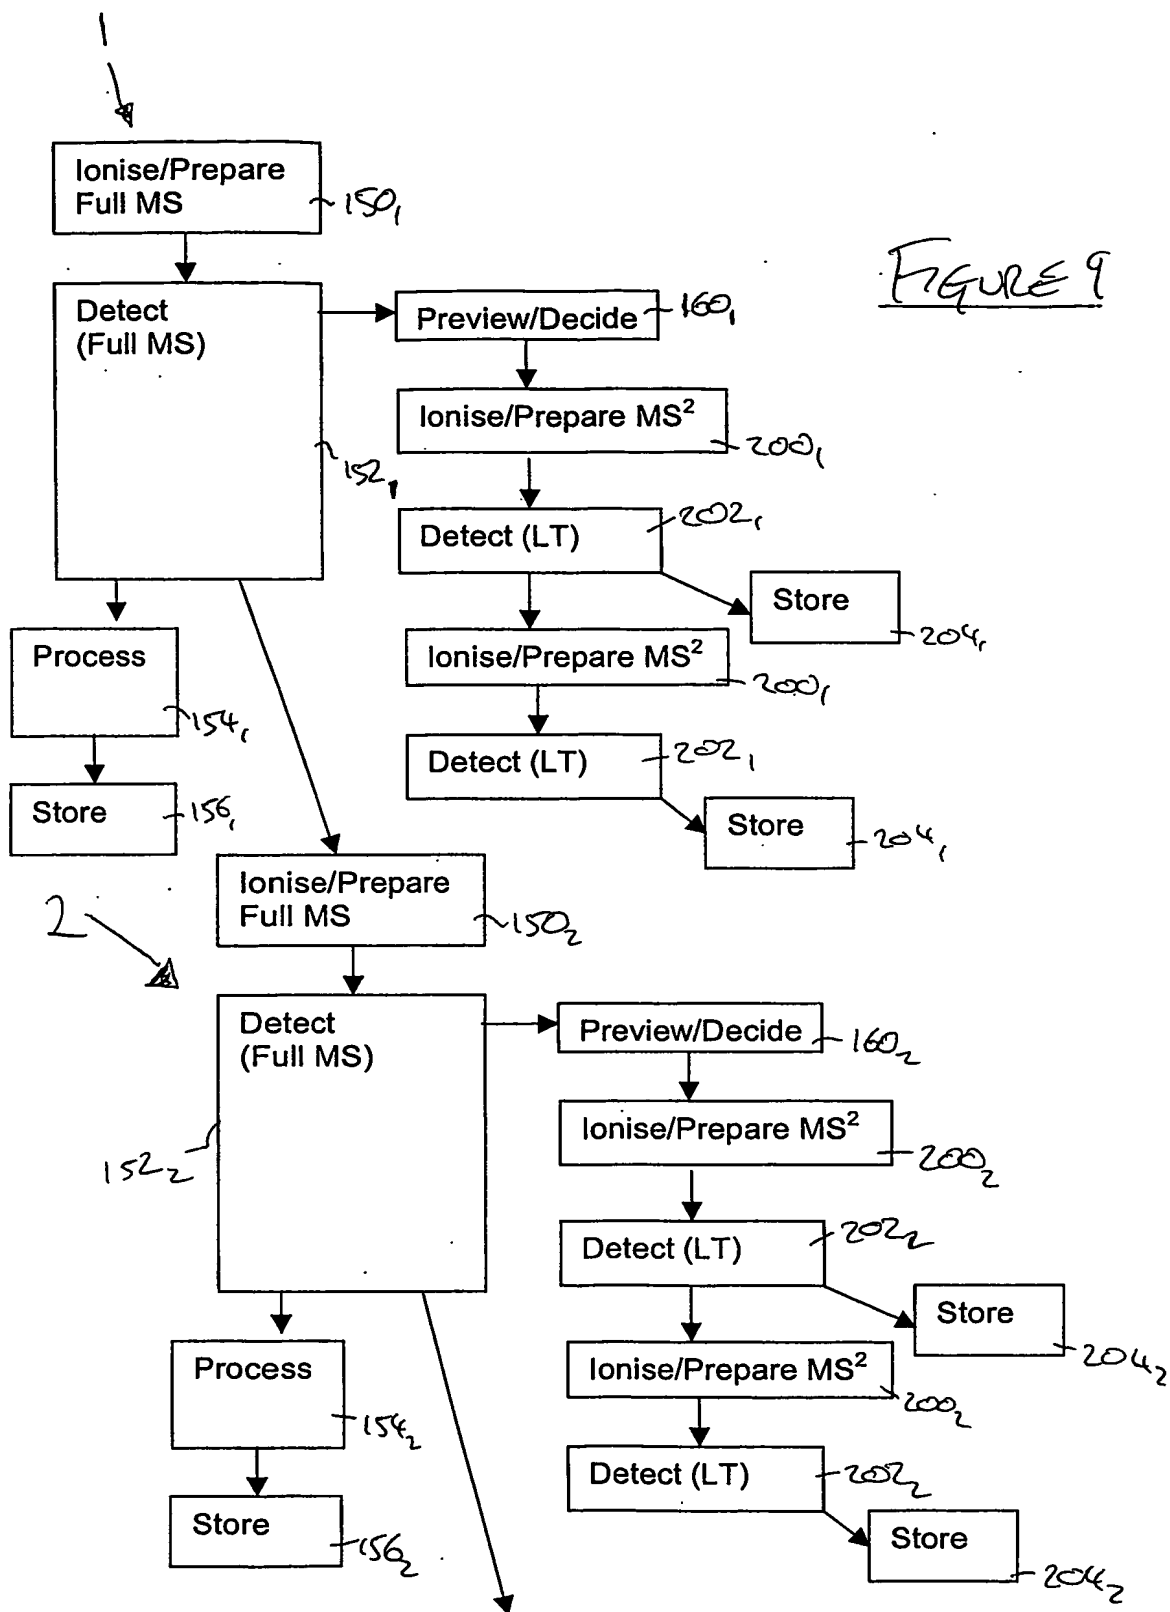 1
Ionise/Prepare
Full MS
150₁
FIGURE 9
Detect
(Full MS)
152₁
Preview/Decide
160₁
Ionise/Prepare MS²
200₁
Detect (LT)
202₁
Store
204₁
Ionise/Prepare MS²
200₁
Detect (LT)
202₁
Store
204₁
Process
154₁
Store
156₁
2
Ionise/Prepare
Full MS
150₂
Detect
(Full MS)
152₂
Preview/Decide
160₂
Ionise/Prepare MS²
200₂
Detect (LT)
202₂
Store
204₂
Ionise/Prepare MS²
200₂
Detect (LT)
202₂
Store
204₂
Process
154₂
Store
156₂